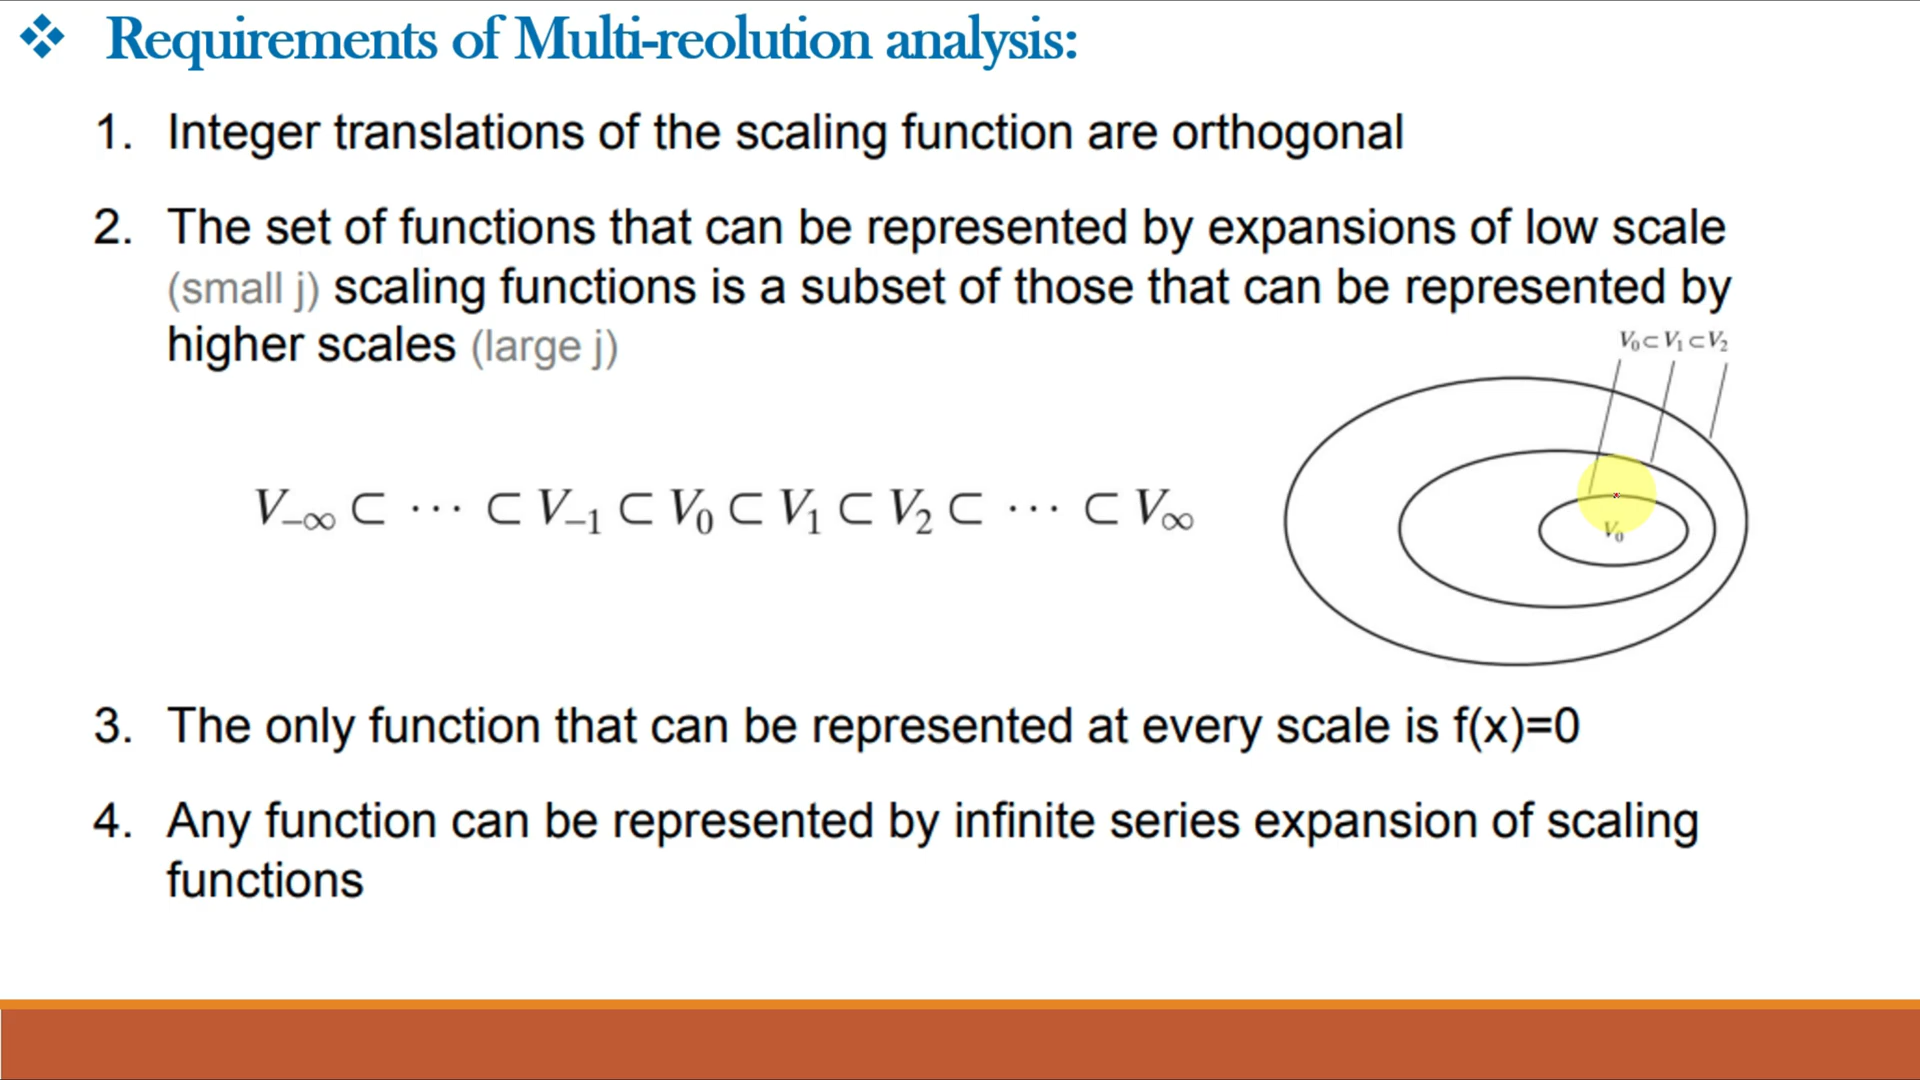 ❖ Requirements of Multi-reolution analysis:
1. Integer translations of the scaling function are orthogonal
2. The set of functions that can be represented by expansions of low scale
(small j) scaling functions is a subset of those that can be represented by
higher scales (large j)
V₀⊂V₁⊂V₂
V₋∞ ⊂ ··· ⊂ V₋₁ ⊂ V₀ ⊂ V₁ ⊂ V₂ ⊂ ··· ⊂ V∞
V₀
3. The only function that can be represented at every scale is f(x)=0
4. Any function can be represented by infinite series expansion of scaling
functions